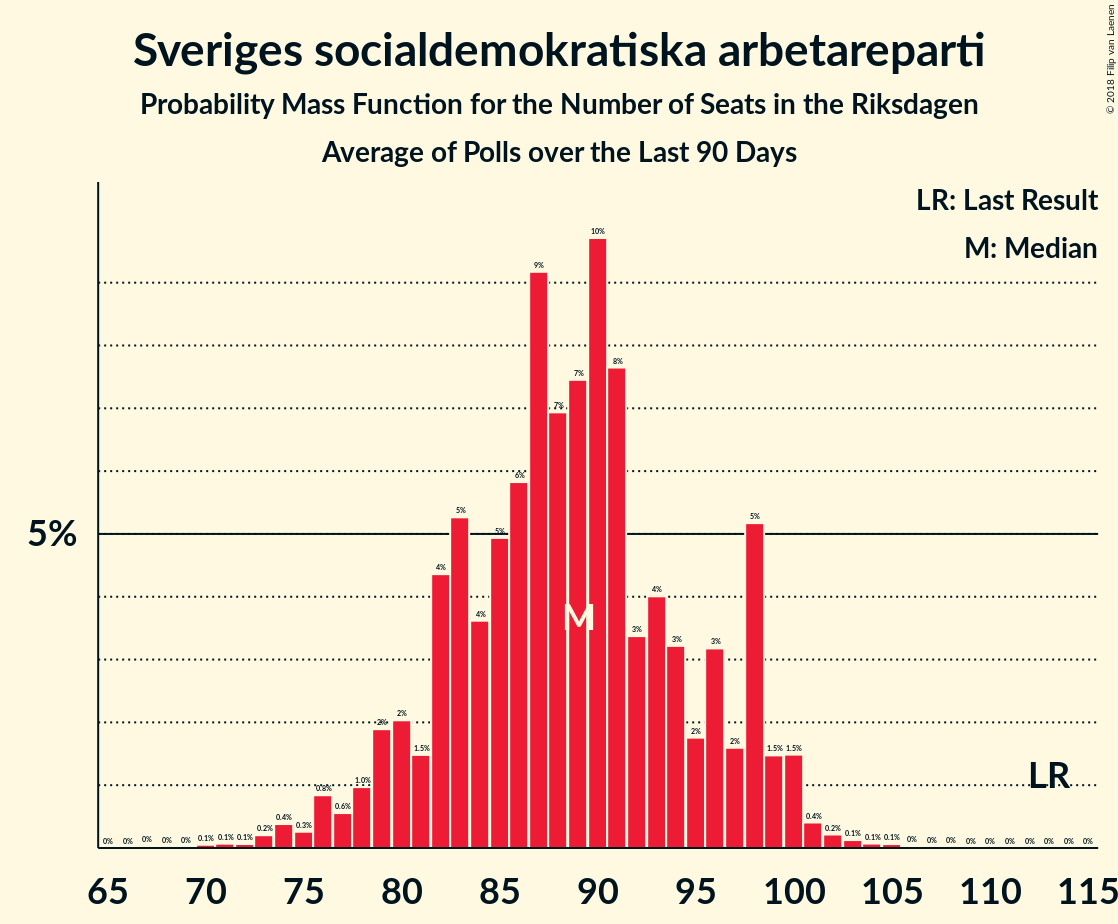 Sveriges socialdemokratiska arbetareparti
Probability Mass Function for the Number of Seats in the Riksdagen
Average of Polls over the Last 90 Days
© 2018 Filip van Laenen
LR: Last Result
M: Median
5%
0% 0% 0% 0% 0% 0.1% 0.1% 0.1% 0.2% 0.4% 0.3% 0.8% 0.6% 1.0% 2% 2% 1.5% 4% 5% 4% 5% 6% 9% 7% 7% 10% 8% 3% 4% 3% 2% 3% 2% 5% 1.5% 1.5% 0.4% 0.2% 0.1% 0.1% 0.1% 0% 0% 0% 0% 0% 0% 0% 0% 0% 0%
M
LR
65 70 75 80 85 90 95 100 105 110 115